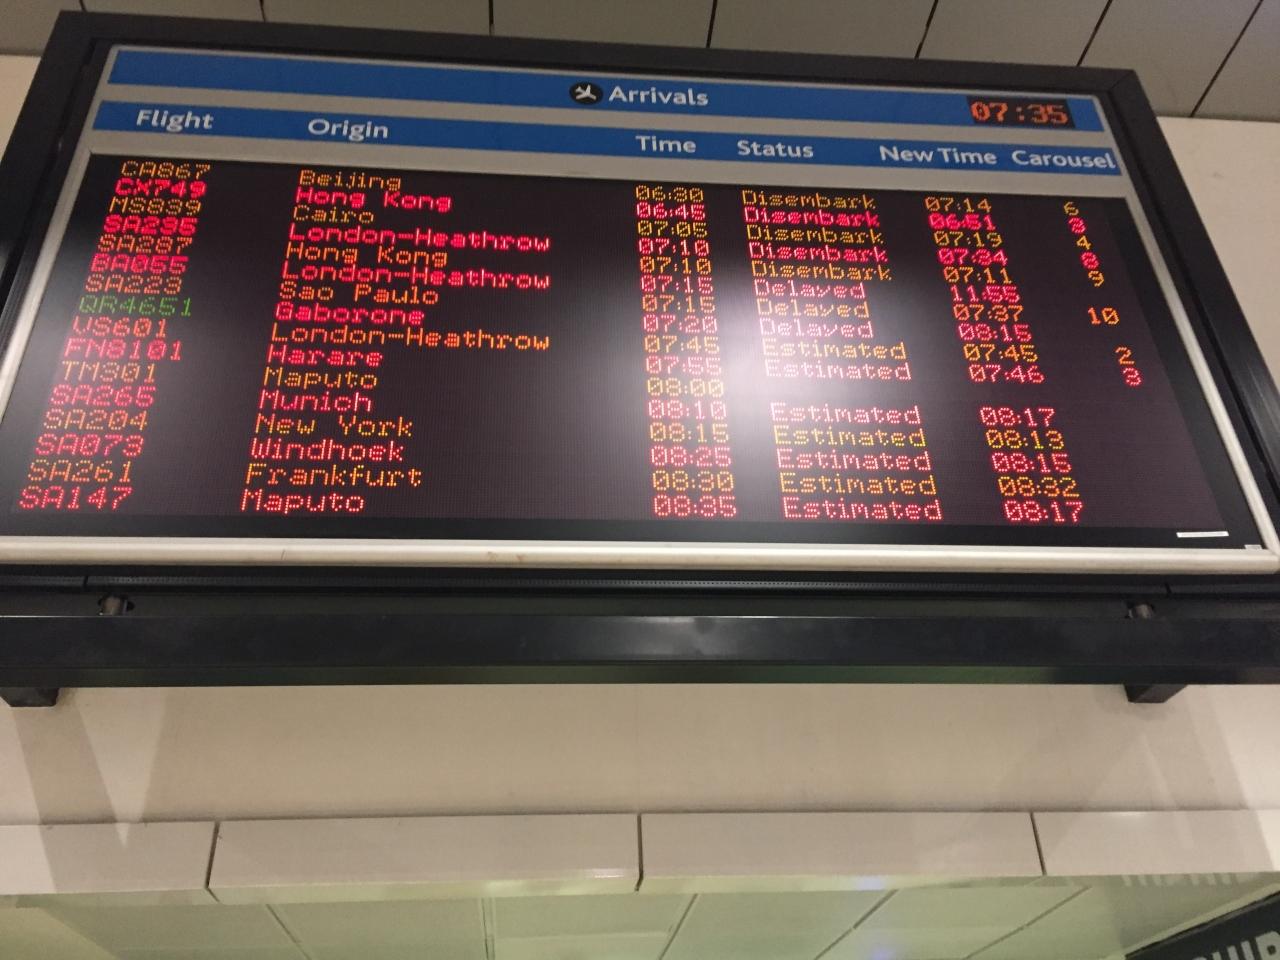 Arrivals 07:35
Flight Origin Time Status New Time Carousel
CA867 Beijing 06:30 Disembark 07:14 6
CX749 Hong Kong 06:45 Disembark 06:51 3
MS839 Cairo 07:05 Disembark 07:19 4
SA295 London-Heathrow 07:10 Disembark 07:34 8
SA287 Hong Kong 07:10 Disembark 07:11 9
BA055 London-Heathrow 07:15 Delayed 11:55
SA223 Sao Paulo 07:15 Delayed 07:37 10
QR4651 Gaborone 07:20 Delayed 08:15
VS601 London-Heathrow 07:45 Estimated 07:45 2
FN8101 Harare 07:55 Estimated 07:46 3
TM301 Maputo 08:00
SA265 Munich 08:10 Estimated 08:17
SA204 New York 08:15 Estimated 08:13
SA073 Windhoek 08:25 Estimated 08:15
SA261 Frankfurt 08:30 Estimated 08:32
SA147 Maputo 08:35 Estimated 08:17